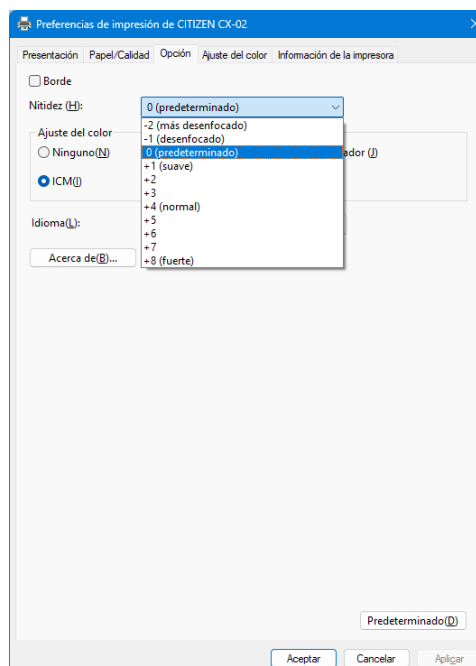 Preferencias de impresión de CITIZEN CX-02
Presentación Papel/Calidad Opción Ajuste del color Información de la impresora
Borde
Nitidez (H): 0 (predeterminado)
-2 (más desenfocado)
-1 (desenfocado)
0 (predeterminado)
+1 (suave)
+2
+3
+4 (normal)
+5
+6
+7
+8 (fuerte)
Ajuste del color
Ninguno(N) (J)
ICM(I)
Idioma(L):
Acerca de(B)...
Predeterminado(D)
Aceptar Cancelar Aplicar